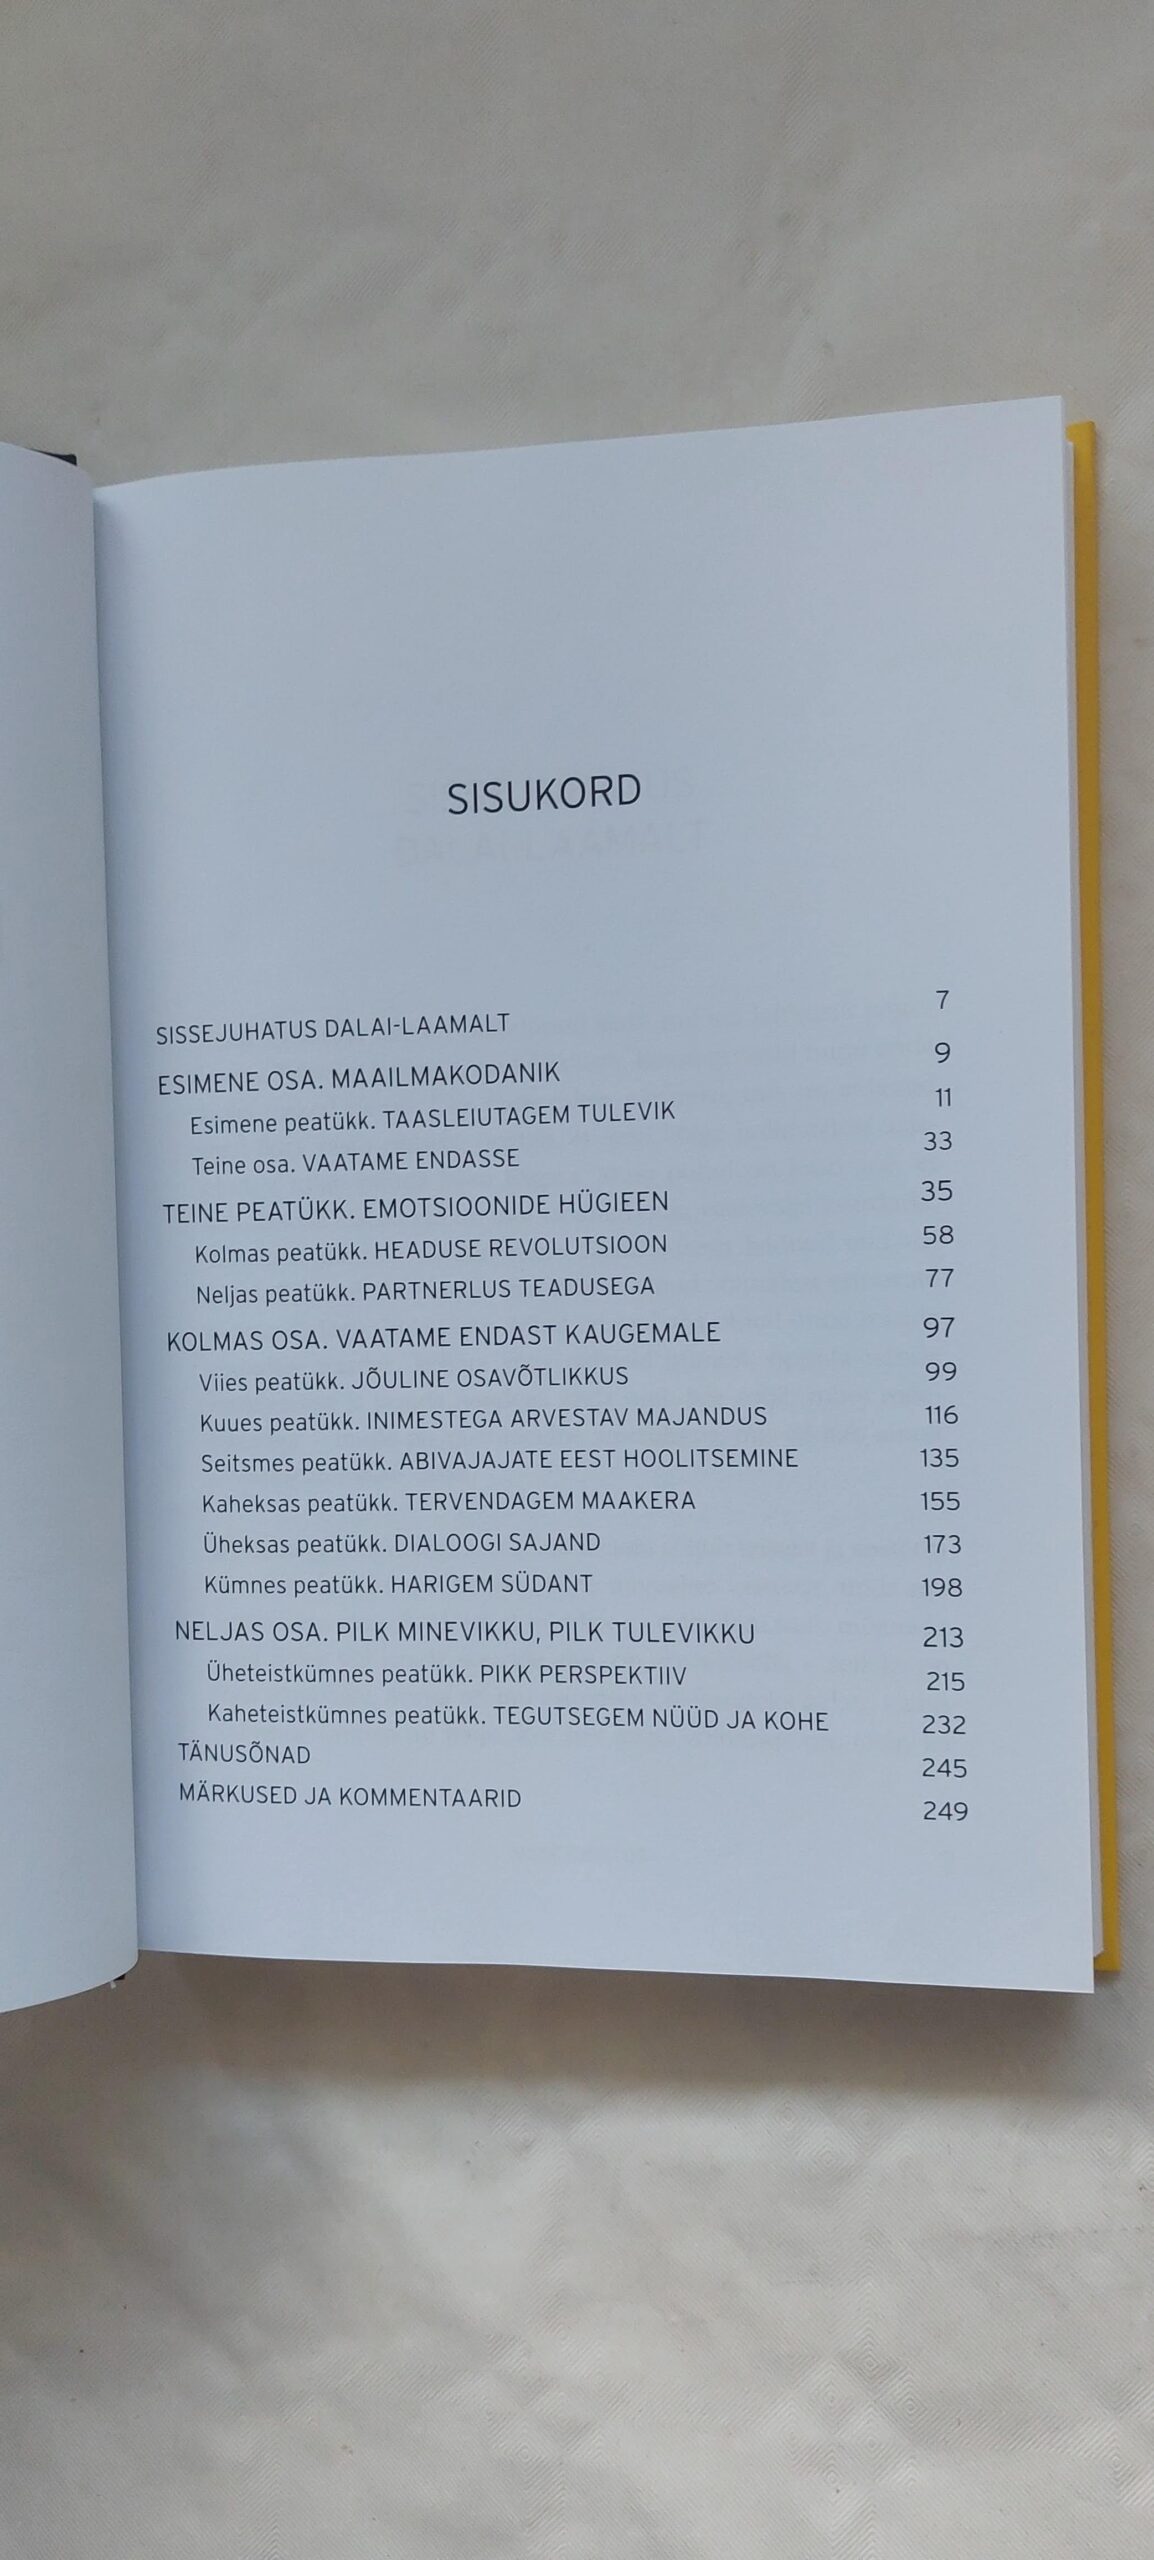 SISUKORD
SISSEJUHATUS DALAI-LAAMALT 7
ESIMENE OSA. MAAILMAKODANIK 9
Esimene peatükk. TAASLEIUTAGEM TULEVIK 11
Teine osa. VAATAME ENDASSE 33
TEINE PEATÜKK. EMOTSIOONIDE HÜGIEEN 35
Kolmas peatükk. HEADUSE REVOLUTSIOON 58
Neljas peatükk. PARTNERLUS TEADUSEGA 77
KOLMAS OSA. VAATAME ENDAST KAUGEMALE 97
Viies peatükk. JÕULINE OSAVÕTLIKKUS 99
Kuues peatükk. INIMESTEGA ARVESTAV MAJANDUS 116
Seitsmes peatükk. ABIVAJAJATE EEST HOOLITSEMINE 135
Kaheksas peatükk. TERVENDAGEM MAAKERA 155
Üheksas peatükk. DIALOOGI SAJAND 173
Kümnes peatükk. HARIGEM SÜDANT 198
NELJAS OSA. PILK MINEVIKKU, PILK TULEVIKKU 213
Üheteistkümnes peatükk. PIKK PERSPEKTIIV 215
Kaheteistkümnes peatükk. TEGUTSEGEM NÜÜD JA KOHE 232
TÄNUSÕNAD 245
MÄRKUSED JA KOMMENTAARID 249